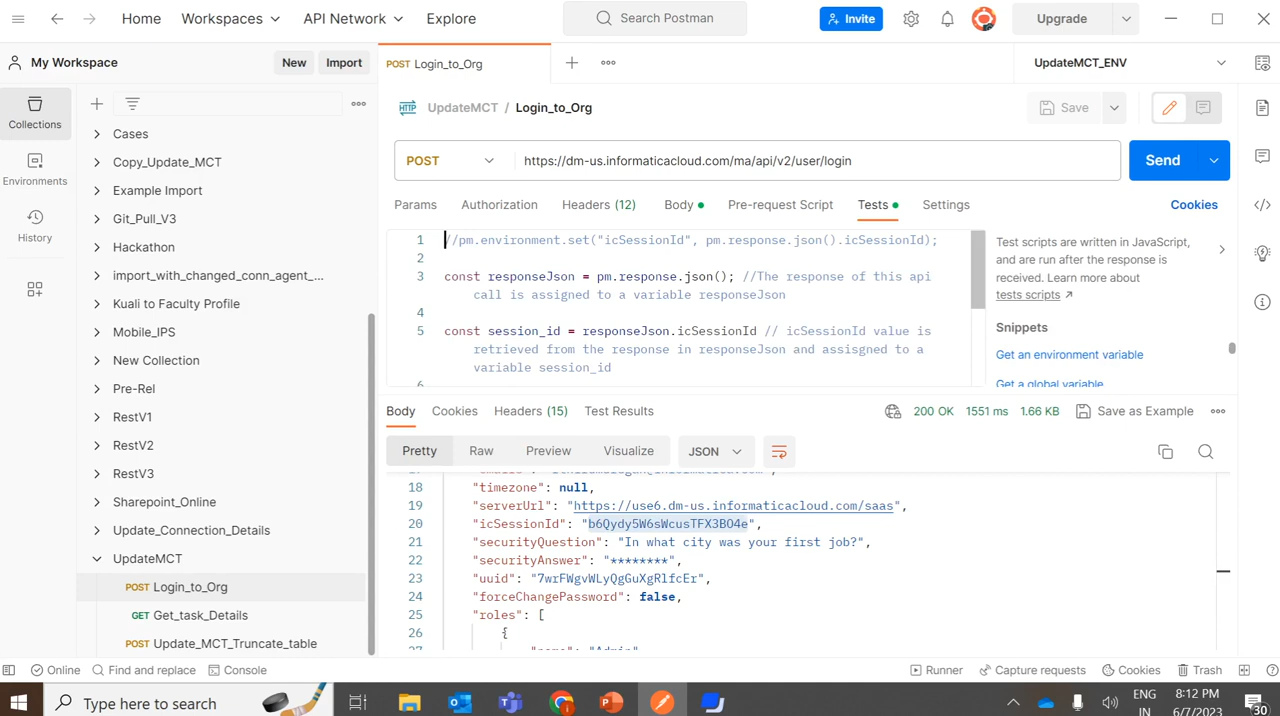 Home Workspaces API Network Explore Search Postman Invite Upgrade
My Workspace New Import POST Login_to_Org UpdateMCT_ENV
Collections
Environments
History
Cases
Copy_Update_MCT
Example Import
Git_Pull_V3
Hackathon
import_with_changed_conn_agent_...
Kuali to Faculty Profile
Mobile_IPS
New Collection
Pre-Rel
RestV1
RestV2
RestV3
Sharepoint_Online
Update_Connection_Details
UpdateMCT
POST Login_to_Org
GET Get_task_Details
POST Update_MCT_Truncate_table
HTTP UpdateMCT / Login_to_Org Save
POST https://dm-us.informaticacloud.com/ma/api/v2/user/login Send
Params Authorization Headers (12) Body Pre-request Script Tests Settings Cookies
1 //pm.environment.set("icSessionId", pm.response.json().icSessionId);
2
3 const responseJson = pm.response.json(); //The response of this api
call is assigned to a variable responseJson
4
5 const session_id = responseJson.icSessionId // icSessionId value is
retrieved from the response in responseJson and assisgned to a
variable session_id
6
Test scripts are written in JavaScript,
and are run after the response is
received. Learn more about
tests scripts
Snippets
Get an environment variable
Get a global variable
Body Cookies Headers (15) Test Results 200 OK 1551 ms 1.66 KB Save as Example
Pretty Raw Preview Visualize JSON
18 "timezone": null,
19 "serverUrl": "https://use6.dm-us.informaticacloud.com/saas",
20 "icSessionId": "b6Qydy5W6sWcusTFX3BO4e",
21 "securityQuestion": "In what city was your first job?",
22 "securityAnswer": "********",
23 "uuid": "7wrFWgvWLyQgGuXgRlfcEr",
24 "forceChangePassword": false,
25 "roles": [
26 {
27 "name": "Admin"
Online Find and replace Console Runner Capture requests Cookies Trash
Type here to search
ENG
IN
8:12 PM
6/7/2023
30